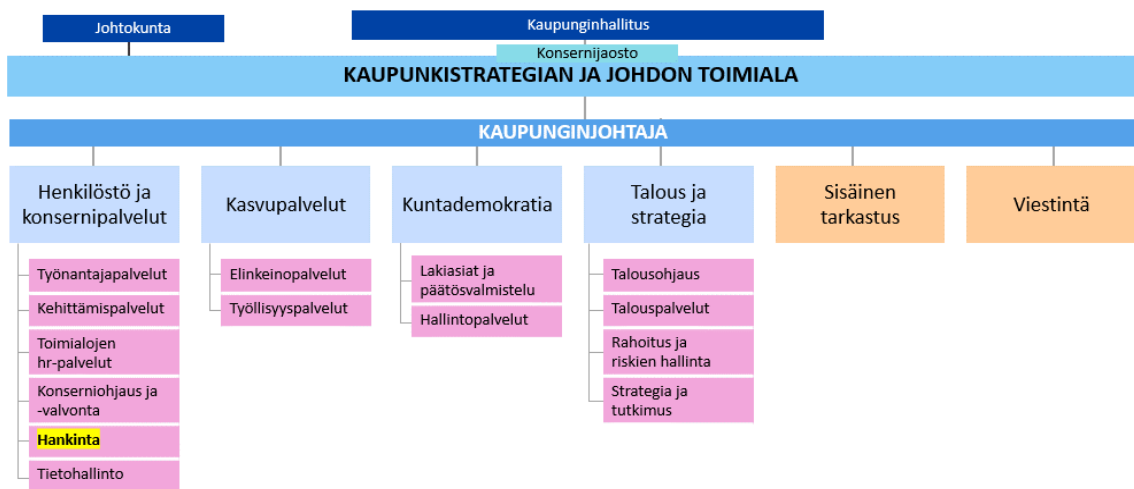 Johtokunta
Kaupunginhallitus
Konsernijaosto
KAUPUNKISTRATEGIAN JA JOHDON TOIMIALA
KAUPUNGINJOHTAJA
Henkilöstö ja
konsernipalvelut
Työnantajapalvelut
Kehittämispalvelut
Toimialojen
hr-palvelut
Konserniohjaus ja
-valvonta
Hankinta
Tietohallinto
Kasvupalvelut
Elinkeinopalvelut
Työllisyyspalvelut
Kuntademokratia
Lakiasiat ja
päätösvalmistelu
Hallintopalvelut
Talous ja
strategia
Talousohjaus
Talouspalvelut
Rahoitus ja
riskien hallinta
Strategia ja
tutkimus
Sisäinen
tarkastus
Viestintä